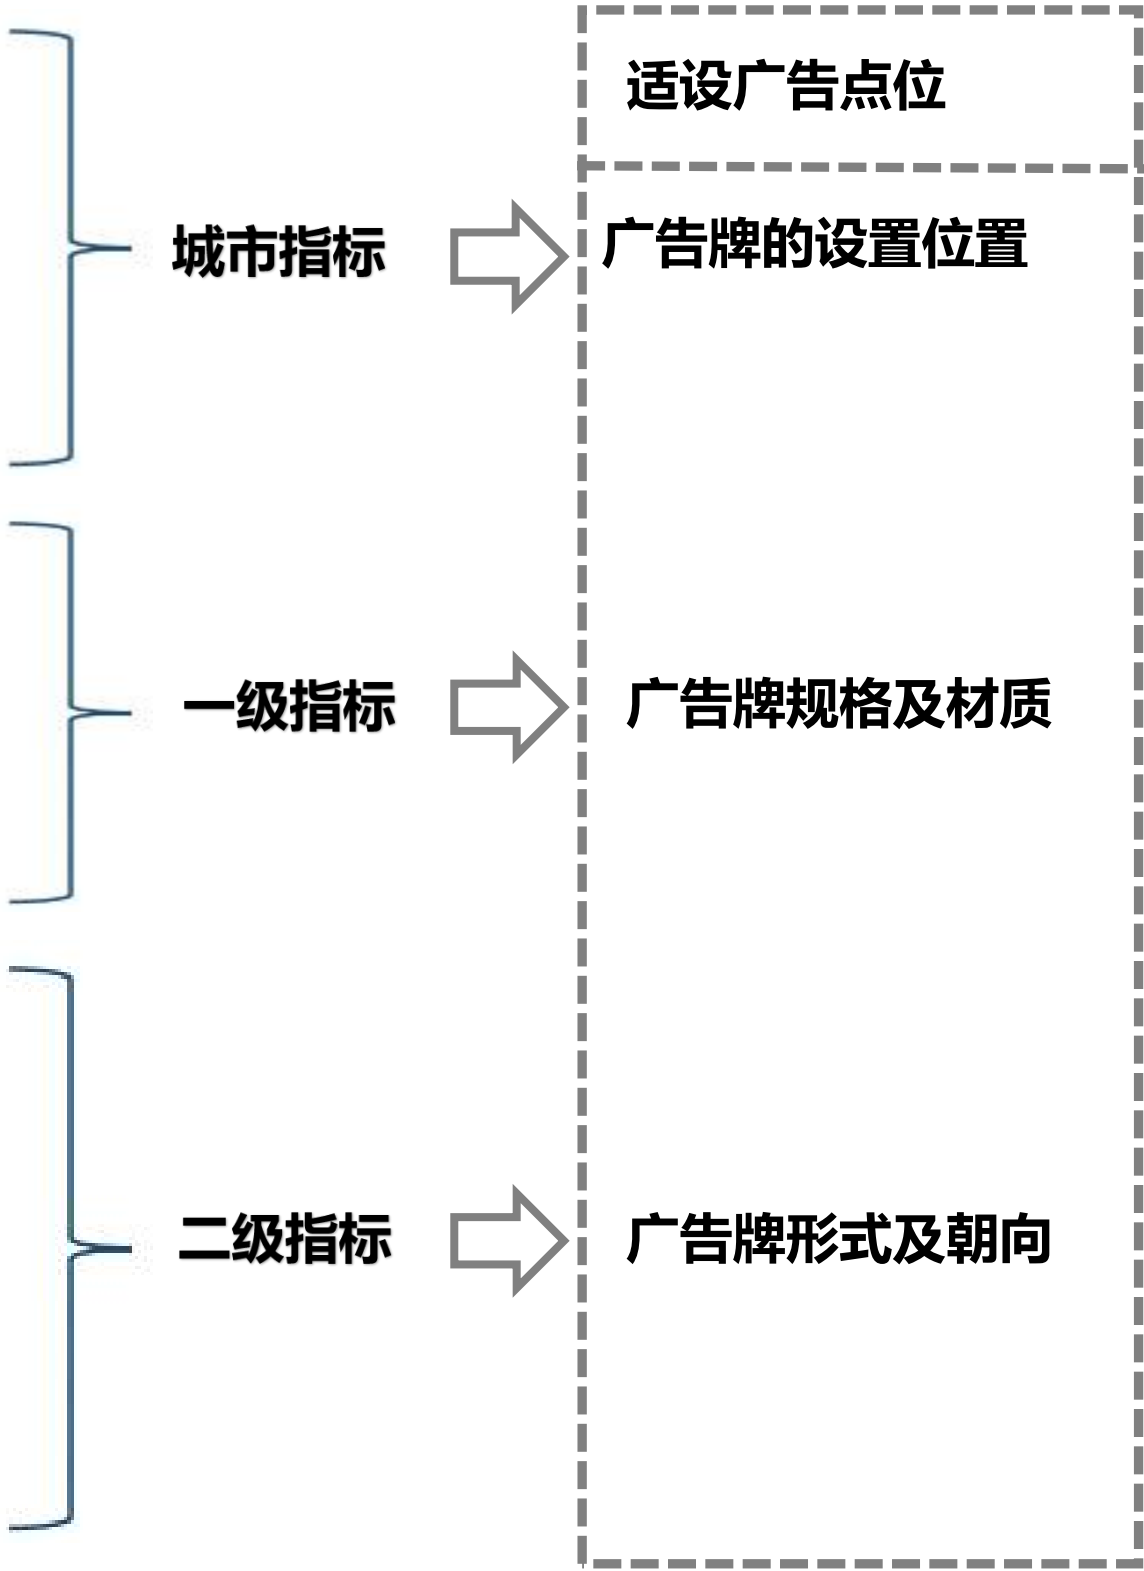 适设广告点位
城市指标
广告牌的设置位置
一级指标
广告牌规格及材质
二级指标
广告牌形式及朝向